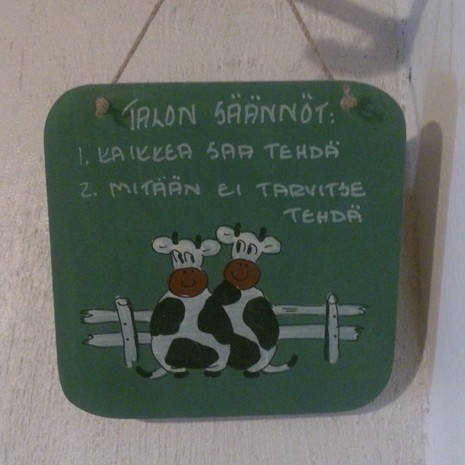 TALON SÄÄNNÖT:
1. KAIKKEA SAA TEHDÄ
2. MITÄÄN EI TARVITSE
TEHDÄ